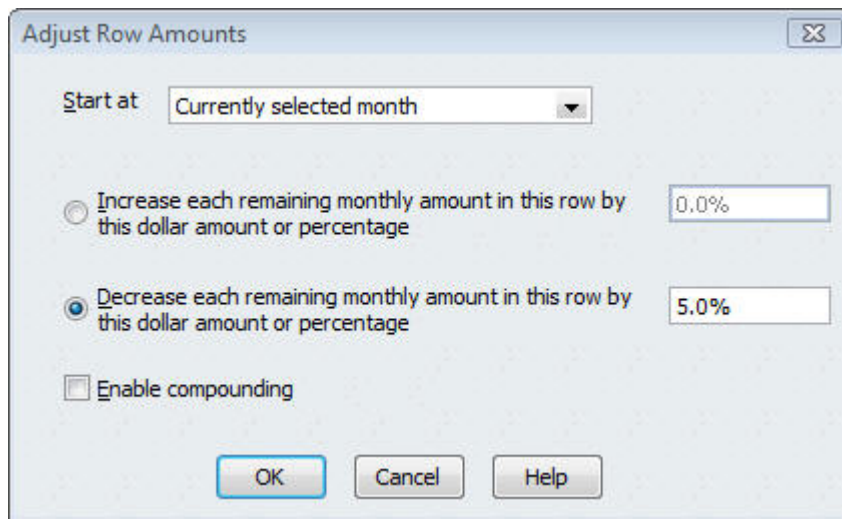 Adjust Row Amounts
Start at
Currently selected month
Increase each remaining monthly amount in this row by
this dollar amount or percentage
0.0%
Decrease each remaining monthly amount in this row by
this dollar amount or percentage
5.0%
Enable compounding
OK
Cancel
Help